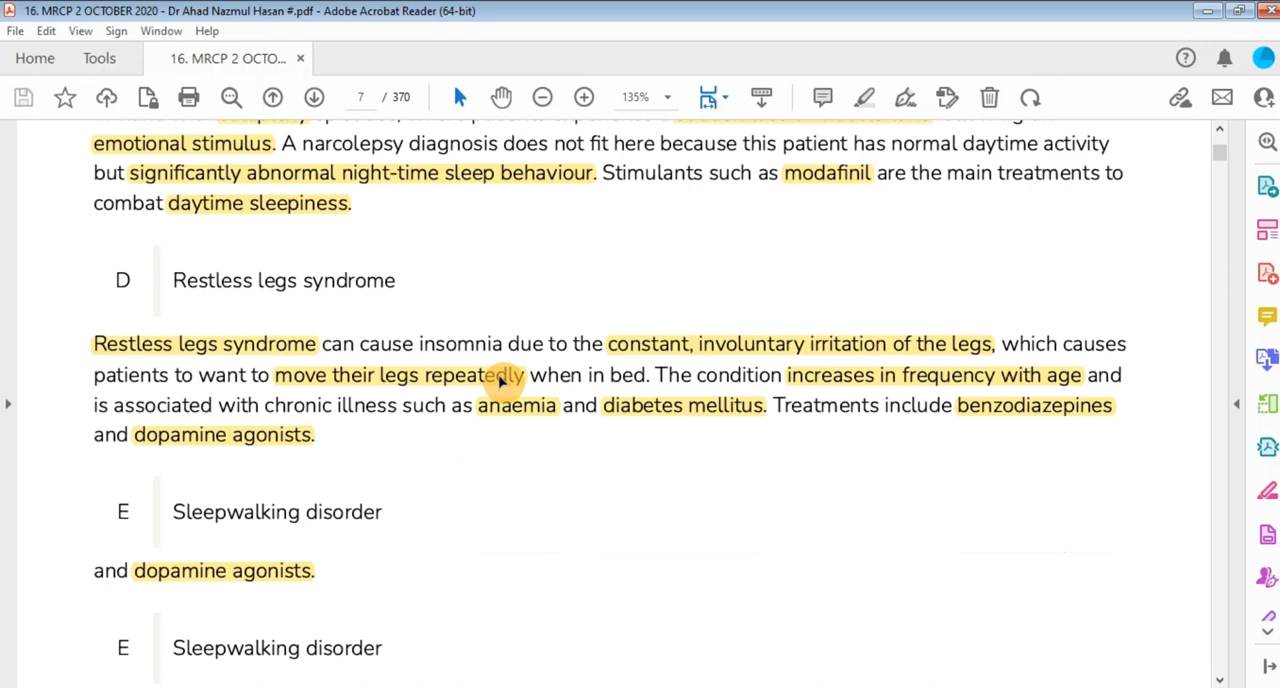 16. MRCP 2 OCTOBER 2020 - Dr Ahad Nazmul Hasan #.pdf - Adobe Acrobat Reader (64-bit)
File Edit View Sign Window Help
Home Tools 16. MRCP 2 OCTO... ×
7 / 370 135%
emotional stimulus. A narcolepsy diagnosis does not fit here because this patient has normal daytime activity
but significantly abnormal night-time sleep behaviour. Stimulants such as modafinil are the main treatments to
combat daytime sleepiness.
D Restless legs syndrome
Restless legs syndrome can cause insomnia due to the constant, involuntary irritation of the legs, which causes
patients to want to move their legs repeatedly when in bed. The condition increases in frequency with age and
is associated with chronic illness such as anaemia and diabetes mellitus. Treatments include benzodiazepines
and dopamine agonists.
E Sleepwalking disorder
and dopamine agonists.
E Sleepwalking disorder